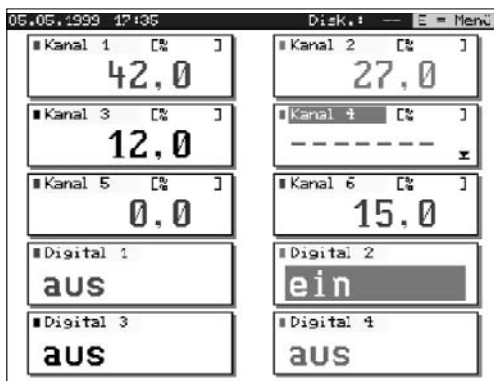 05.05.1999 17:35 Disk.: -- E = Menü
Kanal 1 [% ]
42,0
Kanal 2 [% ]
27,0
Kanal 3 [% ]
12,0
Kanal 4 [% ]
-------
Kanal 5 [% ]
0,0
Kanal 6 [% ]
15,0
Digital 1
aus
Digital 2
ein
Digital 3
aus
Digital 4
aus